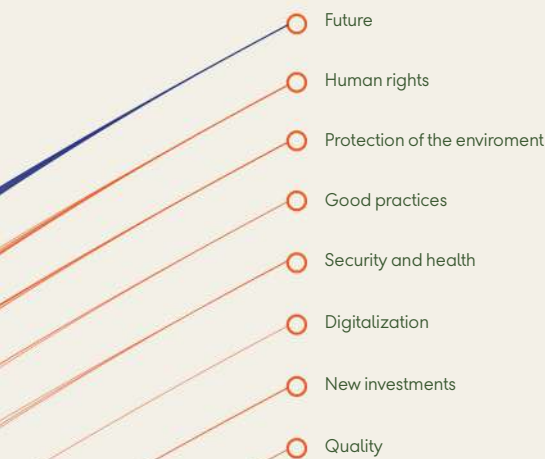 Future
Human rights
Protection of the enviroment
Good practices
Security and health
Digitalization
New investments
Quality